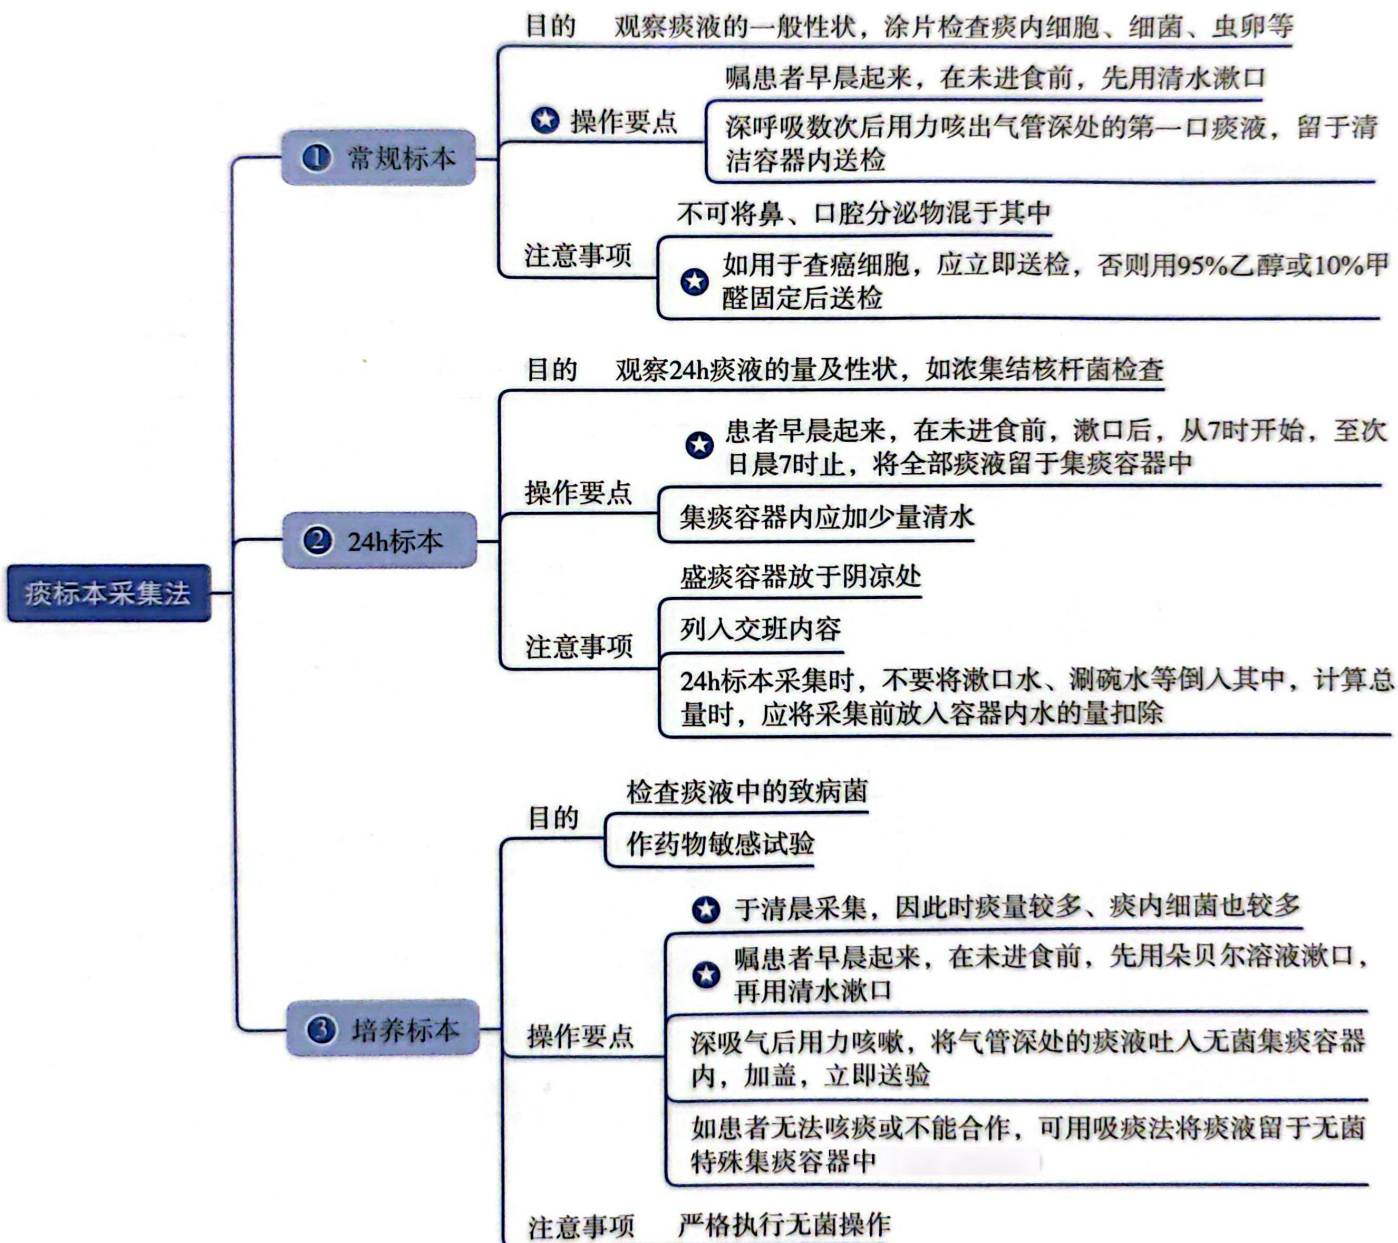 目的 观察痰液的一般性状，涂片检查痰内细胞、细菌、虫卵等
嘱患者早晨起来，在未进食前，先用清水漱口
操作要点
深呼吸数次后用力咳出气管深处的第一口痰液，留于清
洁容器内送检
1 常规标本
不可将鼻、口腔分泌物混于其中
注意事项
如用于查癌细胞，应立即送检，否则用95%乙醇或10%甲
醛固定后送检
目的 观察24h痰液的量及性状，如浓集结核杆菌检查
患者早晨起来，在未进食前，漱口后，从7时开始，至次
日晨7时止，将全部痰液留于集痰容器中
操作要点
集痰容器内应加少量清水
2 24h标本
痰标本采集法
盛痰容器放于阴凉处
列入交班内容
注意事项
24h标本采集时，不要将漱口水、涮碗水等倒入其中，计算总
量时，应将采集前放入容器内水的量扣除
检查痰液中的致病菌
目的
作药物敏感试验
于清晨采集，因此时痰量较多、痰内细菌也较多
嘱患者早晨起来，在未进食前，先用朵贝尔溶液漱口，
再用清水漱口
3 培养标本
操作要点
深吸气后用力咳嗽，将气管深处的痰液吐入无菌集痰容器
内，加盖，立即送验
如患者无法咳痰或不能合作，可用吸痰法将痰液留于无菌
特殊集痰容器中
注意事项 严格执行无菌操作